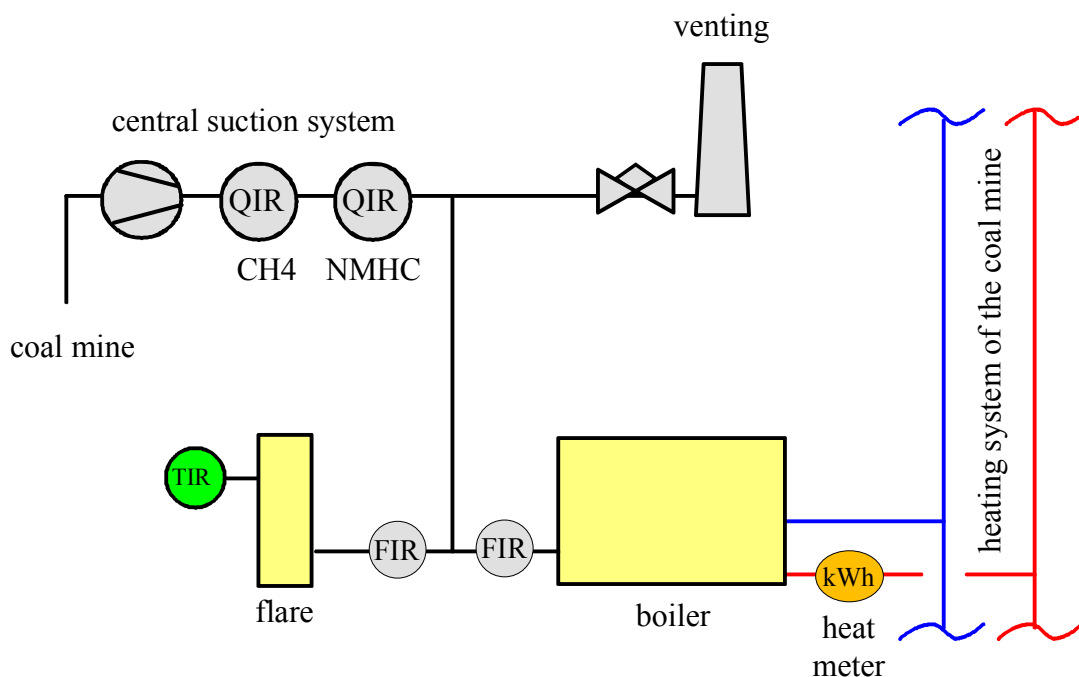 venting
central suction system
QIR
QIR
CH4
NMHC
coal mine
heating system of the coal mine
TIR
FIR
FIR
kWh
flare
boiler
heat
meter